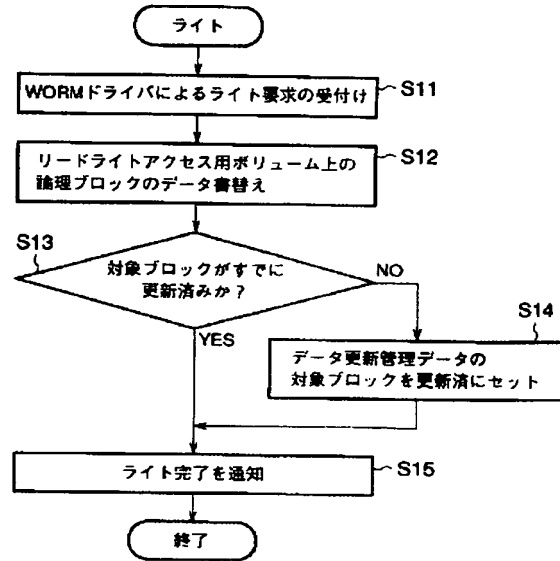 ライト
WORMドライバによるライト要求の受付け
S11
リードライトアクセス用ボリューム上の
論理ブロックのデータ書替え
S12
S13
対象ブロックがすでに
更新済みか？
NO
YES
S14
データ更新管理データの
対象ブロックを更新済にセット
ライト完了を通知
S15
終了